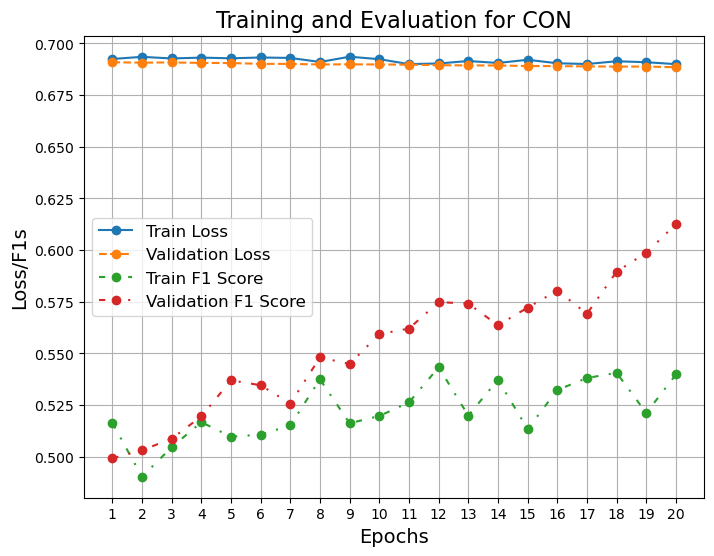 Training and Evaluation for CON
Loss/F1s
0.700
0.675
0.650
0.625
0.600
0.575
0.550
0.525
0.500
Train Loss
Validation Loss
Train F1 Score
Validation F1 Score
1 2 3 4 5 6 7 8 9 10 11 12 13 14 15 16 17 18 19 20
Epochs